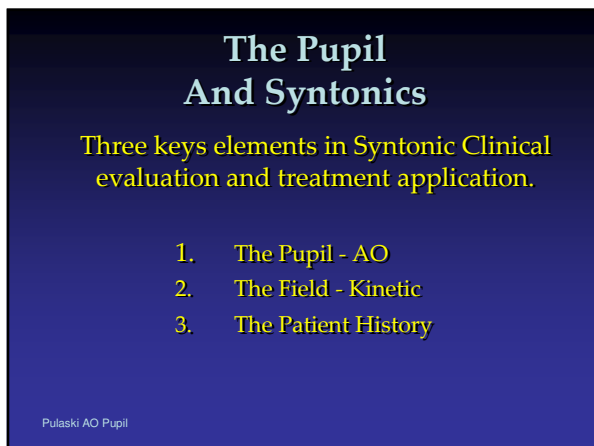 The Pupil
And Syntonics
Three keys elements in Syntonic Clinical
evaluation and treatment application.
1. The Pupil - AO
2. The Field - Kinetic
3. The Patient History
Pulaski AO Pupil